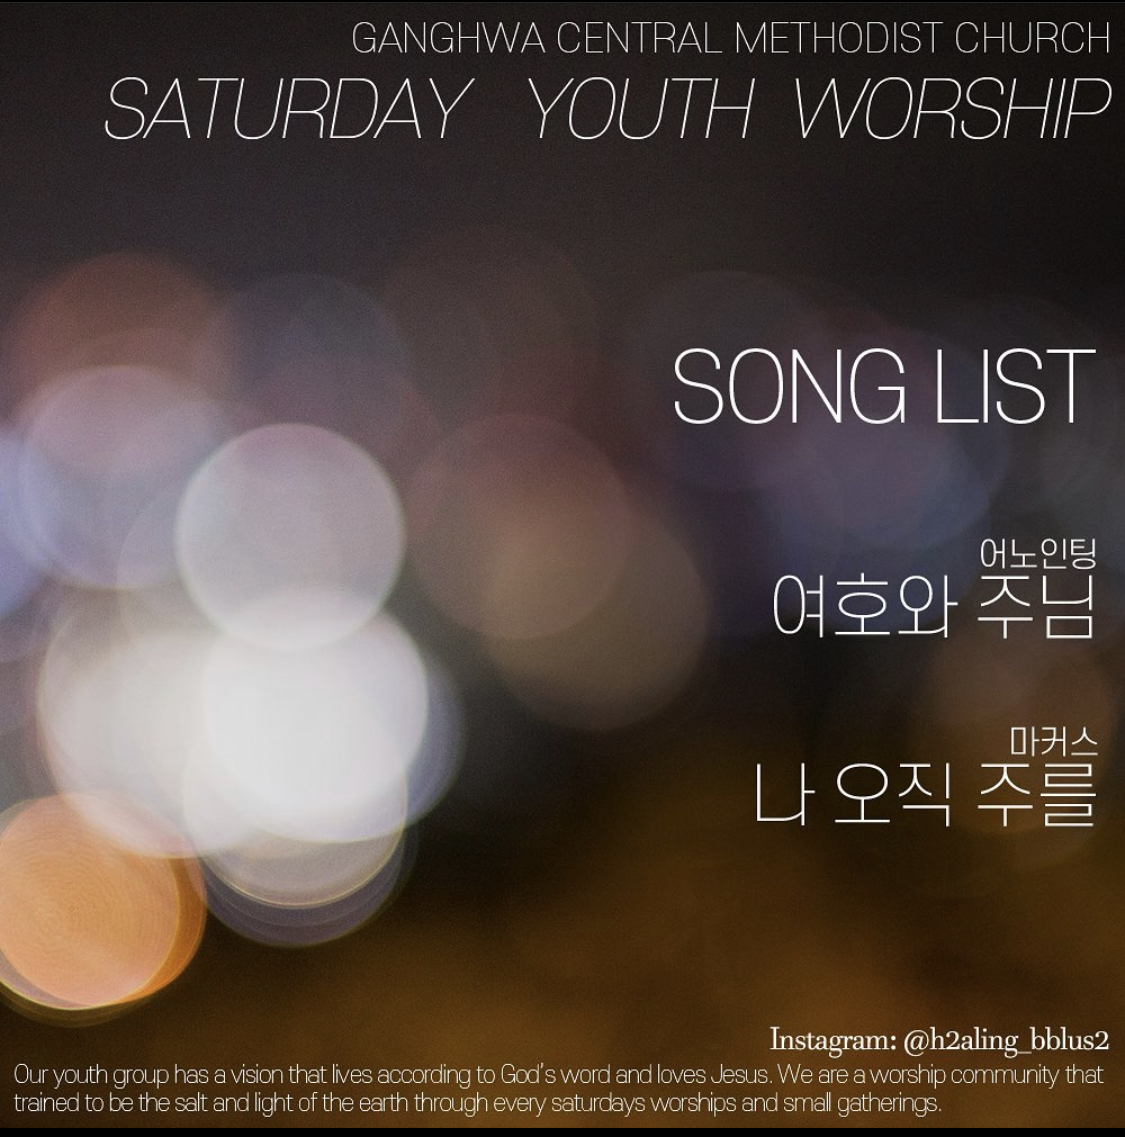 GANGHWA CENTRAL METHODIST CHURCH
SATURDAY YOUTH WORSHIP
SONG LIST
어노인팅
여호와 주님
마커스
나 오직 주를
Instagram: @h2aling_bblus2
Our youth group has a vision that lives according to God's word and loves Jesus. We are a worship community that
trained to be the salt and light of the earth through every saturdays worships and small gatherings.